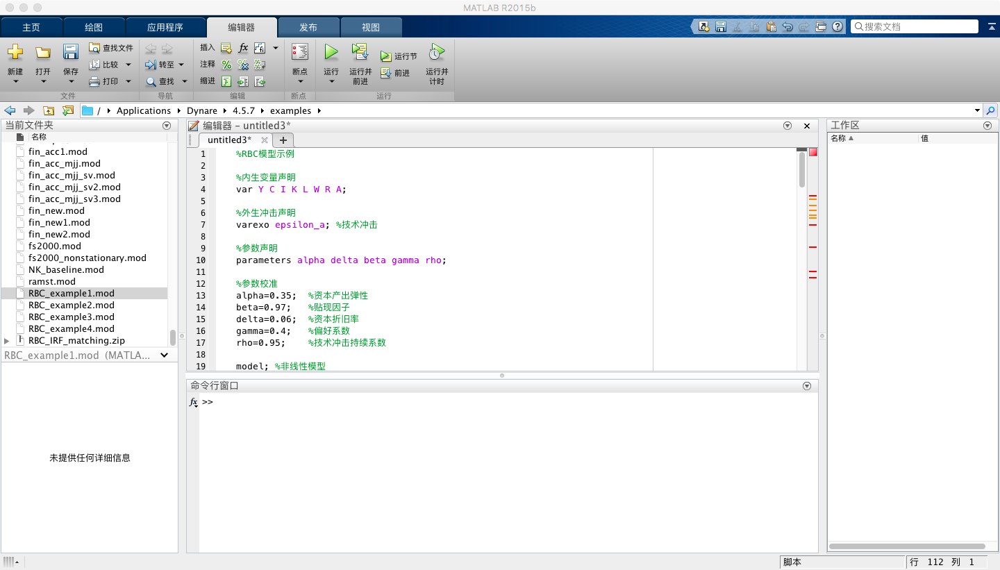 MATLAB R2015b
主页 绘图 应用程序 编辑器 发布 视图
搜索文档
新建 打开 保存 查找文件 比较 打印
文件
转至 查找
导航
插入 fx
注释
缩进
编辑
断点
断点
运行 运行并前进 运行节 前进 运行并计时
运行
/ Applications Dynare 4.5.7 examples
当前文件夹
名称
fin_acc1.mod
fin_acc_mjj.mod
fin_acc_mjj_sv.mod
fin_acc_mjj_sv2.mod
fin_acc_mjj_sv3.mod
fin_new.mod
fin_new1.mod
fin_new2.mod
fs2000.mod
fs2000_nonstationary.mod
NK_baseline.mod
ramst.mod
RBC_example1.mod
RBC_example2.mod
RBC_example3.mod
RBC_example4.mod
RBC_IRF_matching.zip
RBC_example1.mod (MATLA...
未提供任何详细信息
编辑器 – untitled3*
untitled3*
1 %RBC模型示例
2
3 %内生变量声明
4 var Y C I K L W R A;
5
6 %外生冲击声明
7 varexo epsilon_a; %技术冲击
8
9 %参数声明
10 parameters alpha delta beta gamma rho;
11
12 %参数校准
13 alpha=0.35; %资本产出弹性
14 beta=0.97; %贴现因子
15 delta=0.06; %资本折旧率
16 gamma=0.4; %偏好系数
17 rho=0.95; %技术冲击持续系数
18
19 model; %非线性模型
命令行窗口
fx >>
工作区
名称 值
脚本 行 112 列 1